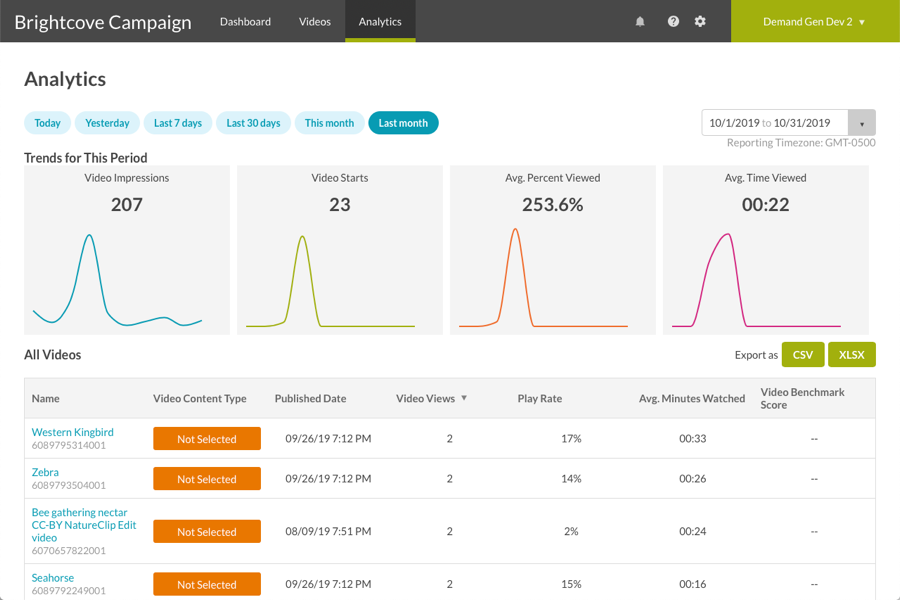 Brightcove Campaign Dashboard Videos Analytics Demand Gen Dev 2
Analytics
Today Yesterday Last 7 days Last 30 days This month Last month
10/1/2019 to 10/31/2019
Reporting Timezone: GMT-0500
Trends for This Period
Video Impressions Video Starts Avg. Percent Viewed Avg. Time Viewed
207 23 253.6% 00:22
All Videos Export as CSV XLSX
Name Video Content Type Published Date Video Views Play Rate Avg. Minutes Watched Video Benchmark
Score
Western Kingbird
6089795314001
Not Selected 09/26/19 7:12 PM 2 17% 00:33 --
Zebra
6089793504001
Not Selected 09/26/19 7:12 PM 2 14% 00:26 --
Bee gathering nectar
CC-BY NatureClip Edit
video
6070657822001
Not Selected 08/09/19 7:51 PM 2 2% 00:24 --
Seahorse
6089792249001
Not Selected 09/26/19 7:12 PM 2 15% 00:16 --